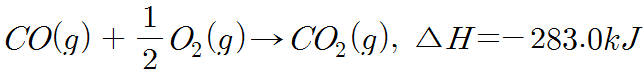 CO(g) + 1/2 O₂(g)→CO₂(g), △H=−283.0kJ